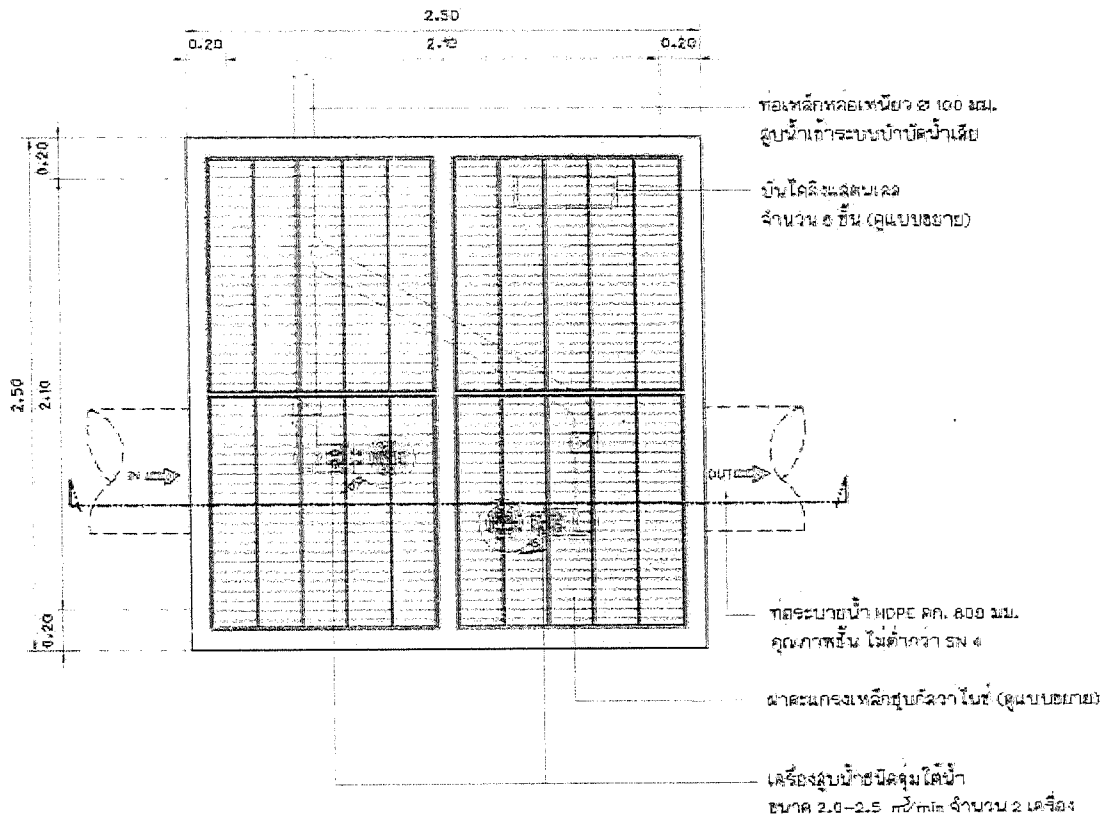 2.50
0.20 2.10 0.20
ท่อเหล็กหล่อเหนียว Ø 100 มม.
สูบน้ำเข้าระบบบำบัดน้ำเสีย
บันไดลิงแสตนเลส
จำนวน 8 ขั้น (ดูแบบขยาย)
0.20
2.50
2.10
0.20
IN
OUT
ท่อระบายน้ำ HDPE ศก. 800 มม.
คุณภาพชั้น ไม่ต่ำกว่า SN 4
ฝาตะแกรงเหล็กชุบกัลวาไนซ์ (ดูแบบขยาย)
เครื่องสูบน้ำชนิดจุ่มใต้น้ำ
ขนาด 2.0-2.5 m³/min จำนวน 2 เครื่อง